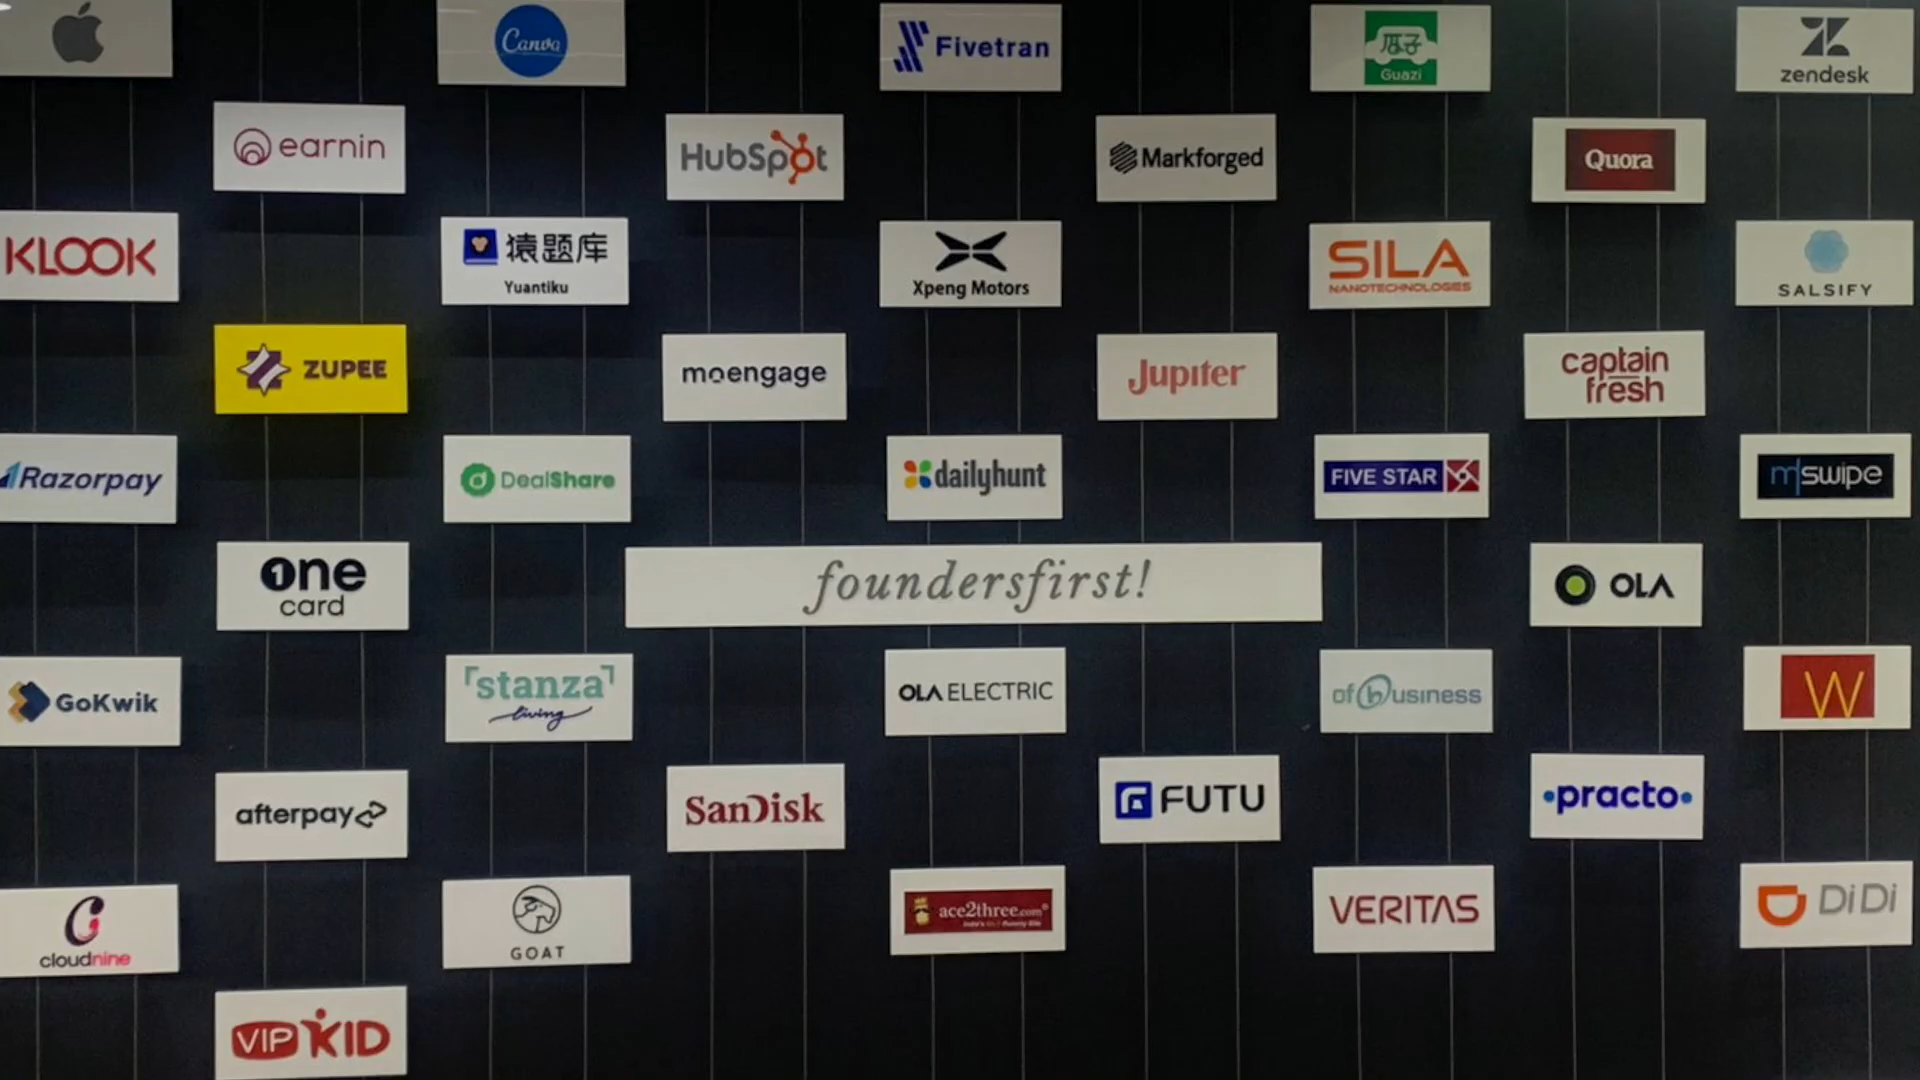 Canva
Fivetran
瓜子
Guazi
zendesk
earnin
HubSpot
Markforged
Quora
KLOOK
猿题库
Yuantiku
Xpeng Motors
SILA
NANOTECHNOLOGIES
SALSIFY
ZUPEE
moengage
Jupiter
captain
fresh
Razorpay
DealShare
dailyhunt
FIVE STAR
mswipe
1ne
card
foundersfirst!
OLA
GoKwik
stanza
living
OLA ELECTRIC
ofbusiness
W
afterpay
SanDisk
FUTU
practo
cloudnine
GOAT
ace2three.com
VERITAS
DiDi
VIPKID